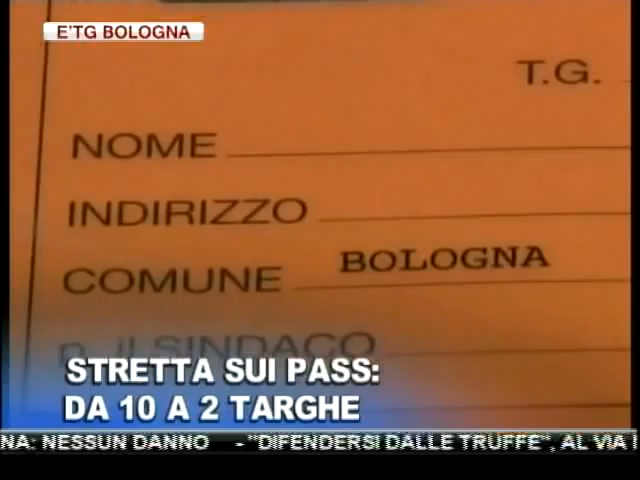 E'TG BOLOGNA
T.G.
NOME
INDIRIZZO
COMUNE BOLOGNA
p. il SINDACO
STRETTA SUI PASS:
DA 10 A 2 TARGHE
NA: NESSUN DANNO - "DIFENDERSI DALLE TRUFFE", AL VIA